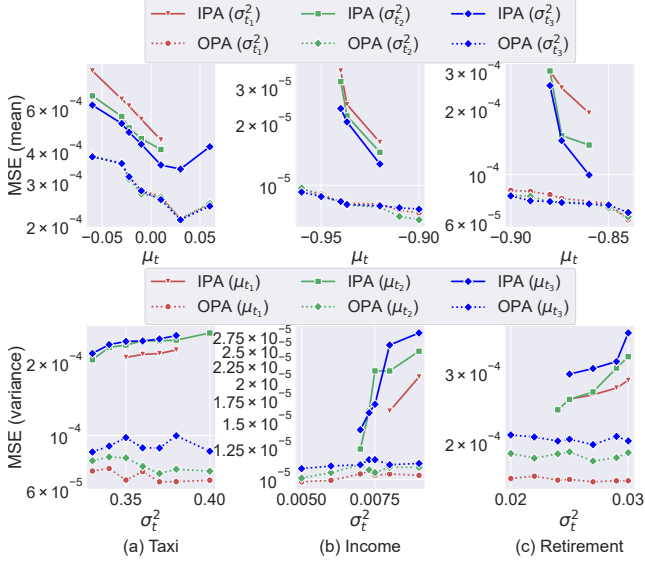 IPA (σ²ₜ₁) IPA (σ²ₜ₂) IPA (σ²ₜ₃)
OPA (σ²ₜ₁) OPA (σ²ₜ₂) OPA (σ²ₜ₃)
MSE (mean)
6 × 10⁻⁴
4 × 10⁻⁴
3 × 10⁻⁴
2 × 10⁻⁴
−0.05 0.00 0.05
μₜ
3 × 10⁻⁵
2 × 10⁻⁵
10⁻⁵
−0.95 −0.90
μₜ
3 × 10⁻⁴
2 × 10⁻⁴
10⁻⁴
6 × 10⁻⁵
−0.90 −0.85
μₜ
IPA (μₜ₁) IPA (μₜ₂) IPA (μₜ₃)
OPA (μₜ₁) OPA (μₜ₂) OPA (μₜ₃)
MSE (variance)
2 × 10⁻⁴
10⁻⁴
6 × 10⁻⁵
0.35 0.40
σ²ₜ
(a) Taxi
2.75 × 10⁻⁵
2.5 × 10⁻⁵
2.25 × 10⁻⁵
2 × 10⁻⁵
1.75 × 10⁻⁵
1.5 × 10⁻⁵
1.25 × 10⁻⁵
10⁻⁵
0.0050 0.0075
σ²ₜ
(b) Income
3 × 10⁻⁴
2 × 10⁻⁴
0.02 0.03
σ²ₜ
(c) Retirement